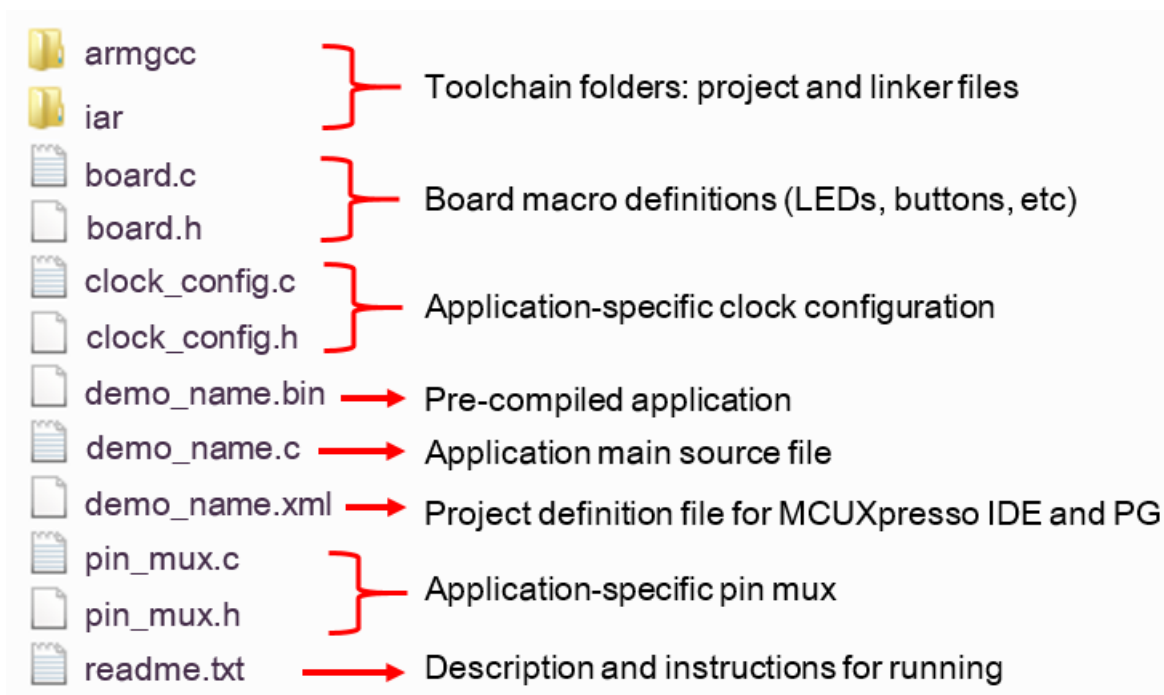 armgcc
Toolchain folders: project and linker files
iar
board.c
Board macro definitions (LEDs, buttons, etc)
board.h
clock_config.c
Application-specific clock configuration
clock_config.h
demo_name.bin
Pre-compiled application
demo_name.c
Application main source file
demo_name.xml
Project definition file for MCUXpresso IDE and PG
pin_mux.c
Application-specific pin mux
pin_mux.h
readme.txt
Description and instructions for running